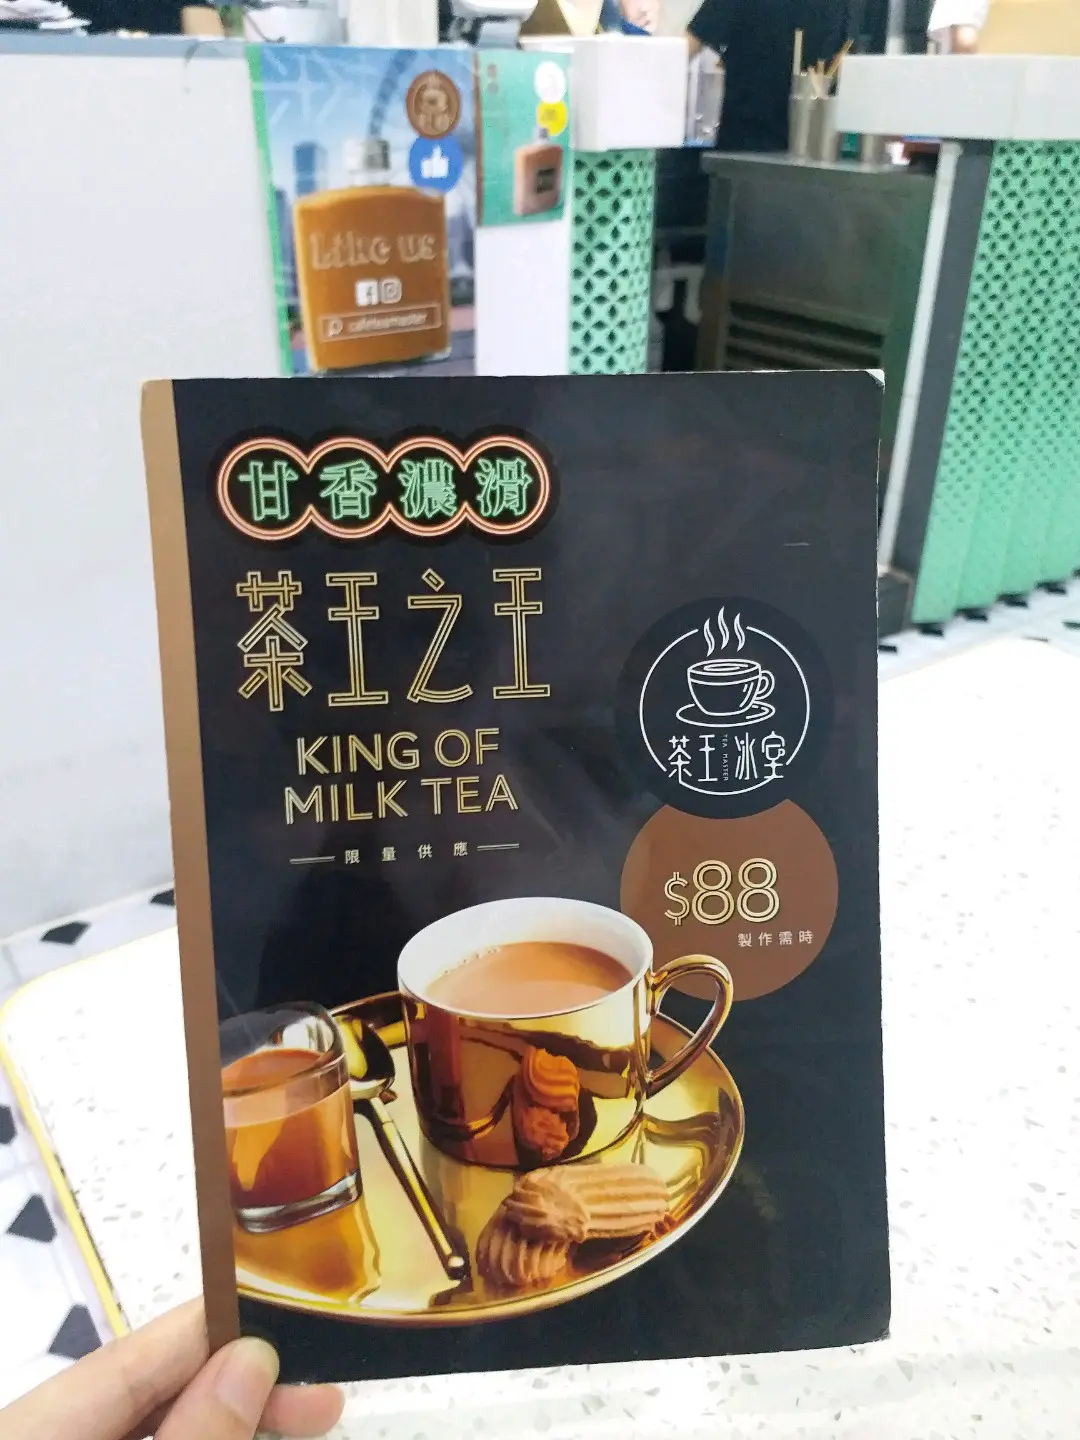 Like us
cafeteamaster
甘香濃滑
茶王之王
KING OF
MILK TEA
限量供應
茶王冰室
TEA MASTER
$88
製作需時